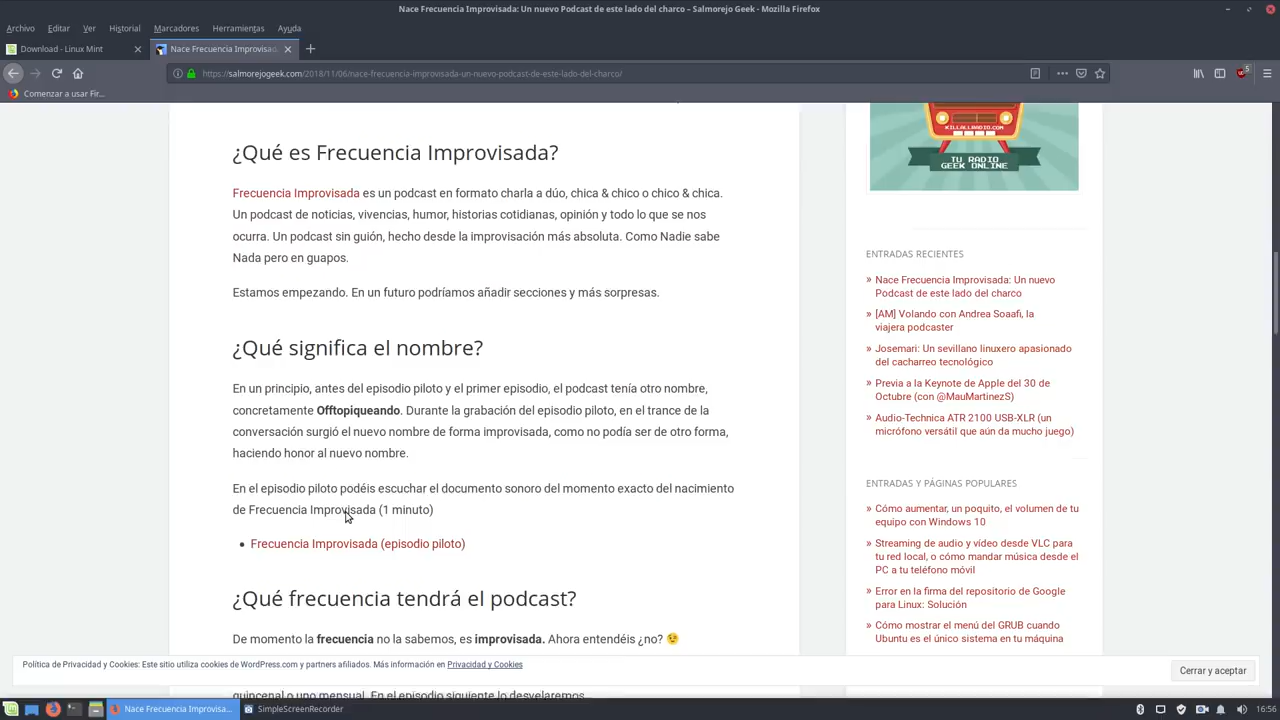 Nace Frecuencia Improvisada: Un nuevo Podcast de este lado del charco – Salmorejo Geek - Mozilla Firefox
Archivo Editar Ver Historial Marcadores Herramientas Ayuda
Download - Linux Mint
Nace Frecuencia Improvisad
https://salmorejogeek.com/2018/11/06/nace-frecuencia-improvisada-un-nuevo-podcast-de-este-lado-del-charco/
5
Comenzar a usar Fir...
¿Qué es Frecuencia Improvisada?
Frecuencia Improvisada es un podcast en formato charla a dúo, chica & chico o chico & chica.
Un podcast de noticias, vivencias, humor, historias cotidianas, opinión y todo lo que se nos
ocurra. Un podcast sin guión, hecho desde la improvisación más absoluta. Como Nadie sabe
Nada pero en guapos.
Estamos empezando. En un futuro podríamos añadir secciones y más sorpresas.
¿Qué significa el nombre?
En un principio, antes del episodio piloto y el primer episodio, el podcast tenía otro nombre,
concretamente Offtopiqueando. Durante la grabación del episodio piloto, en el trance de la
conversación surgió el nuevo nombre de forma improvisada, como no podía ser de otro forma,
haciendo honor al nuevo nombre.
En el episodio piloto podéis escuchar el documento sonoro del momento exacto del nacimiento
de Frecuencia Improvisada (1 minuto)
Frecuencia Improvisada (episodio piloto)
¿Qué frecuencia tendrá el podcast?
De momento la frecuencia no la sabemos, es improvisada. Ahora entendéis ¿no?
quincenal o uno mensual. En el episodio siguiente lo desvelaremos...
KILLALLRADIO.COM
TU RADIO
GEEK ONLINE
ENTRADAS RECIENTES
» Nace Frecuencia Improvisada: Un nuevo
Podcast de este lado del charco
» [AM] Volando con Andrea Soaafi, la
viajera podcaster
» Josemari: Un sevillano linuxero apasionado
del cacharreo tecnológico
» Previa a la Keynote de Apple del 30 de
Octubre (con @MauMartinezS)
» Audio-Technica ATR 2100 USB-XLR (un
micrófono versátil que aún da mucho juego)
ENTRADAS Y PÁGINAS POPULARES
» Cómo aumentar, un poquito, el volumen de tu
equipo con Windows 10
» Streaming de audio y vídeo desde VLC para
tu red local, o cómo mandar música desde el
PC a tu teléfono móvil
» Error en la firma del repositorio de Google
para Linux: Solución
» Cómo mostrar el menú del GRUB cuando
Ubuntu es el único sistema en tu máquina
Política de Privacidad y Cookies: Este sitio utiliza cookies de WordPress.com y partners afiliados. Más información en Privacidad y Cookies
Cerrar y aceptar
Nace Frecuencia Improvisa...
SimpleScreenRecorder
16:56